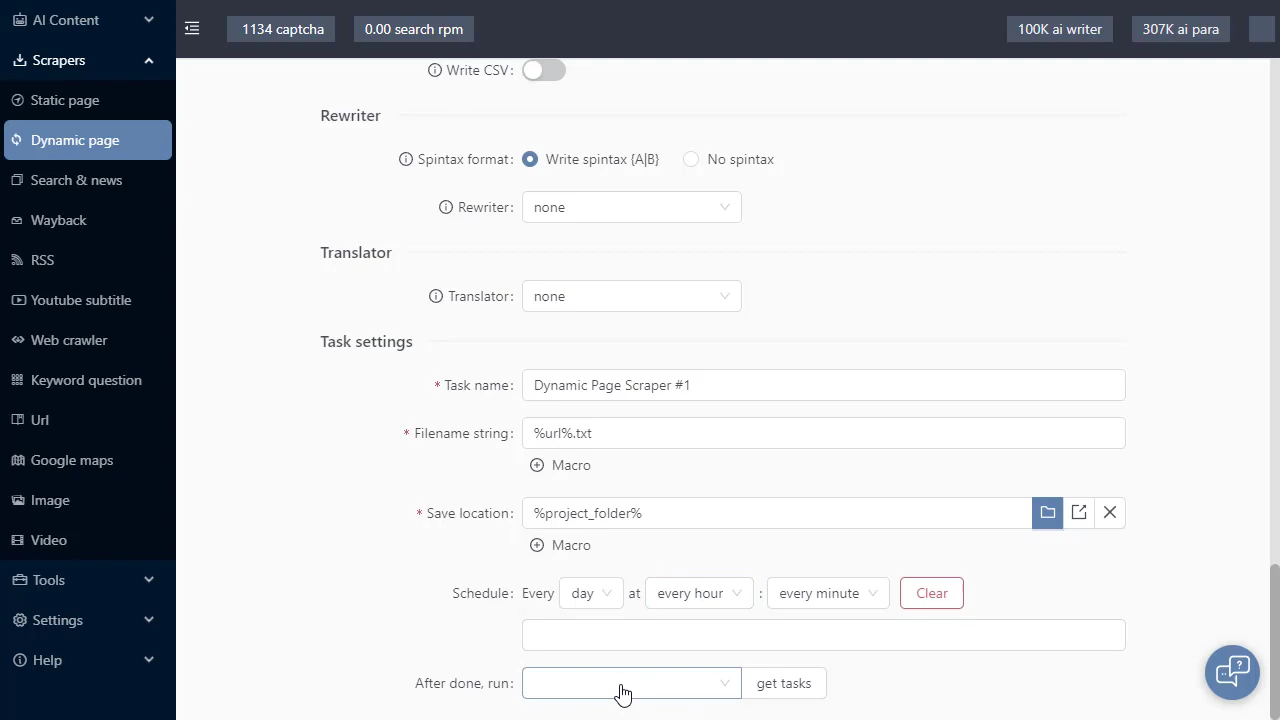 AI Content
1134 captcha
0.00 search rpm
100K ai writer
307K ai para
Scrapers
Static page
Dynamic page
Search & news
Wayback
RSS
Youtube subtitle
Web crawler
Keyword question
Url
Google maps
Image
Video
Tools
Settings
Help
Write CSV:
Rewriter
Spintax format: Write spintax {A|B} No spintax
Rewriter: none
Translator
Translator: none
Task settings
* Task name: Dynamic Page Scraper #1
* Filename string: %url%.txt
Macro
* Save location: %project_folder%
Macro
Schedule: Every day at every hour : every minute Clear
After done, run: get tasks